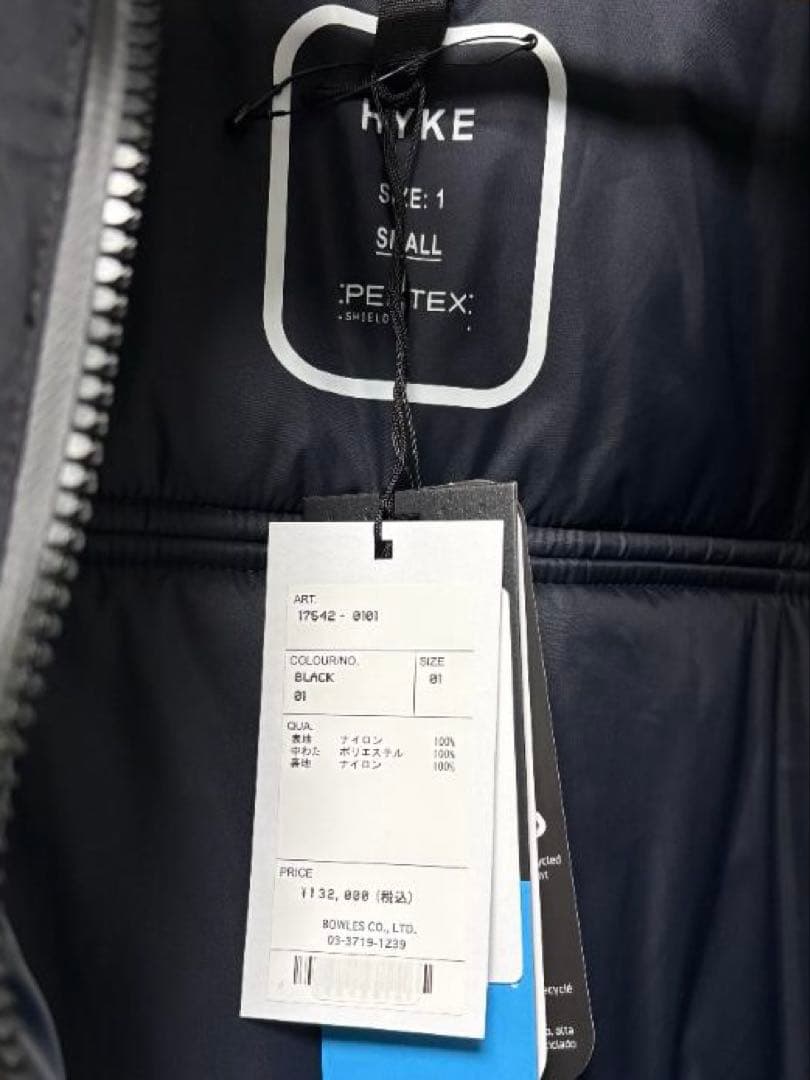 HYKE
SIZE: 1
SMALL
SHIELD
ART.
17542 - 0101
COLOUR/NO.
SIZE
BLACK
01
01
QUA.
表地 ナイロン 100%
中わた ポリエステル 100%
裏地 ナイロン 100%
PRICE
¥132,000 (税込)
BOWLES CO., LTD.
03-3719-1239